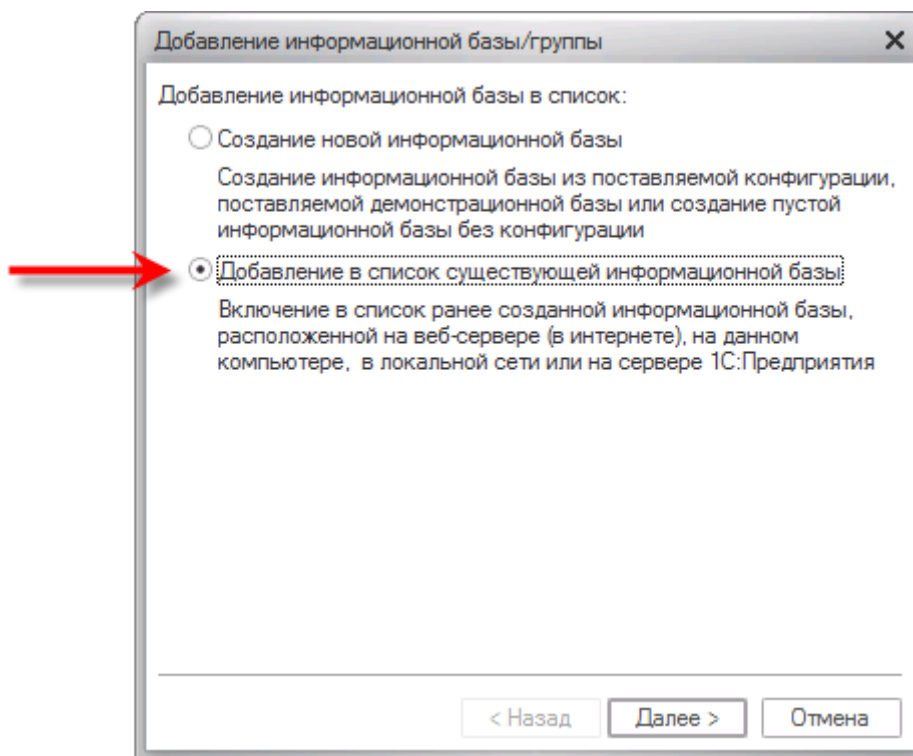 Добавление информационной базы/группы
Добавление информационной базы в список:
Создание новой информационной базы
Создание информационной базы из поставляемой конфигурации,
поставляемой демонстрационной базы или создание пустой
информационной базы без конфигурации
Добавление в список существующей информационной базы
Включение в список ранее созданной информационной базы,
расположенной на веб-сервере (в интернете), на данном
компьютере, в локальной сети или на сервере 1С:Предприятия
< Назад Далее > Отмена